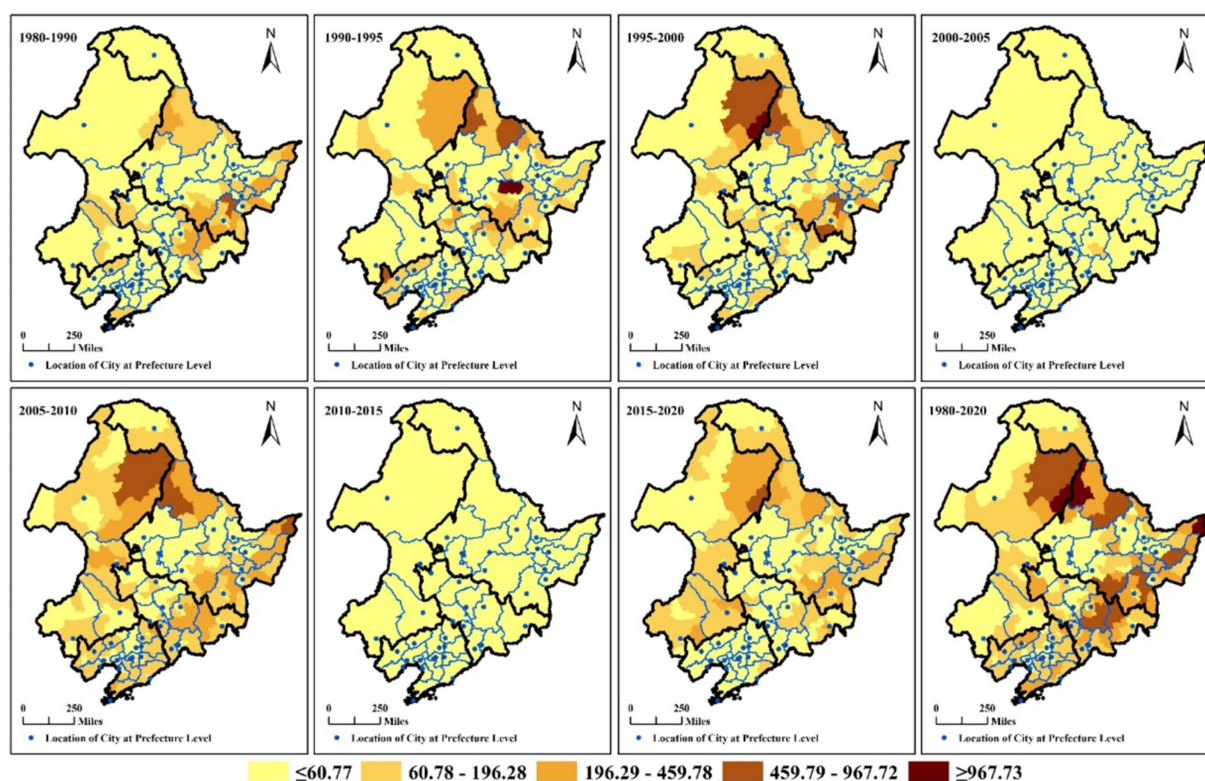 1980-1990
N
0 250
Miles
Location of City at Prefecture Level
1990-1995
N
0 250
Miles
Location of City at Prefecture Level
1995-2000
N
0 250
Miles
Location of City at Prefecture Level
2000-2005
N
0 250
Miles
Location of City at Prefecture Level
2005-2010
N
0 250
Miles
Location of City at Prefecture Level
2010-2015
N
0 250
Miles
Location of City at Prefecture Level
2015-2020
N
0 250
Miles
Location of City at Prefecture Level
1980-2020
N
0 250
Miles
Location of City at Prefecture Level
≤60.77 60.78 - 196.28 196.29 - 459.78 459.79 - 967.72 ≥967.73